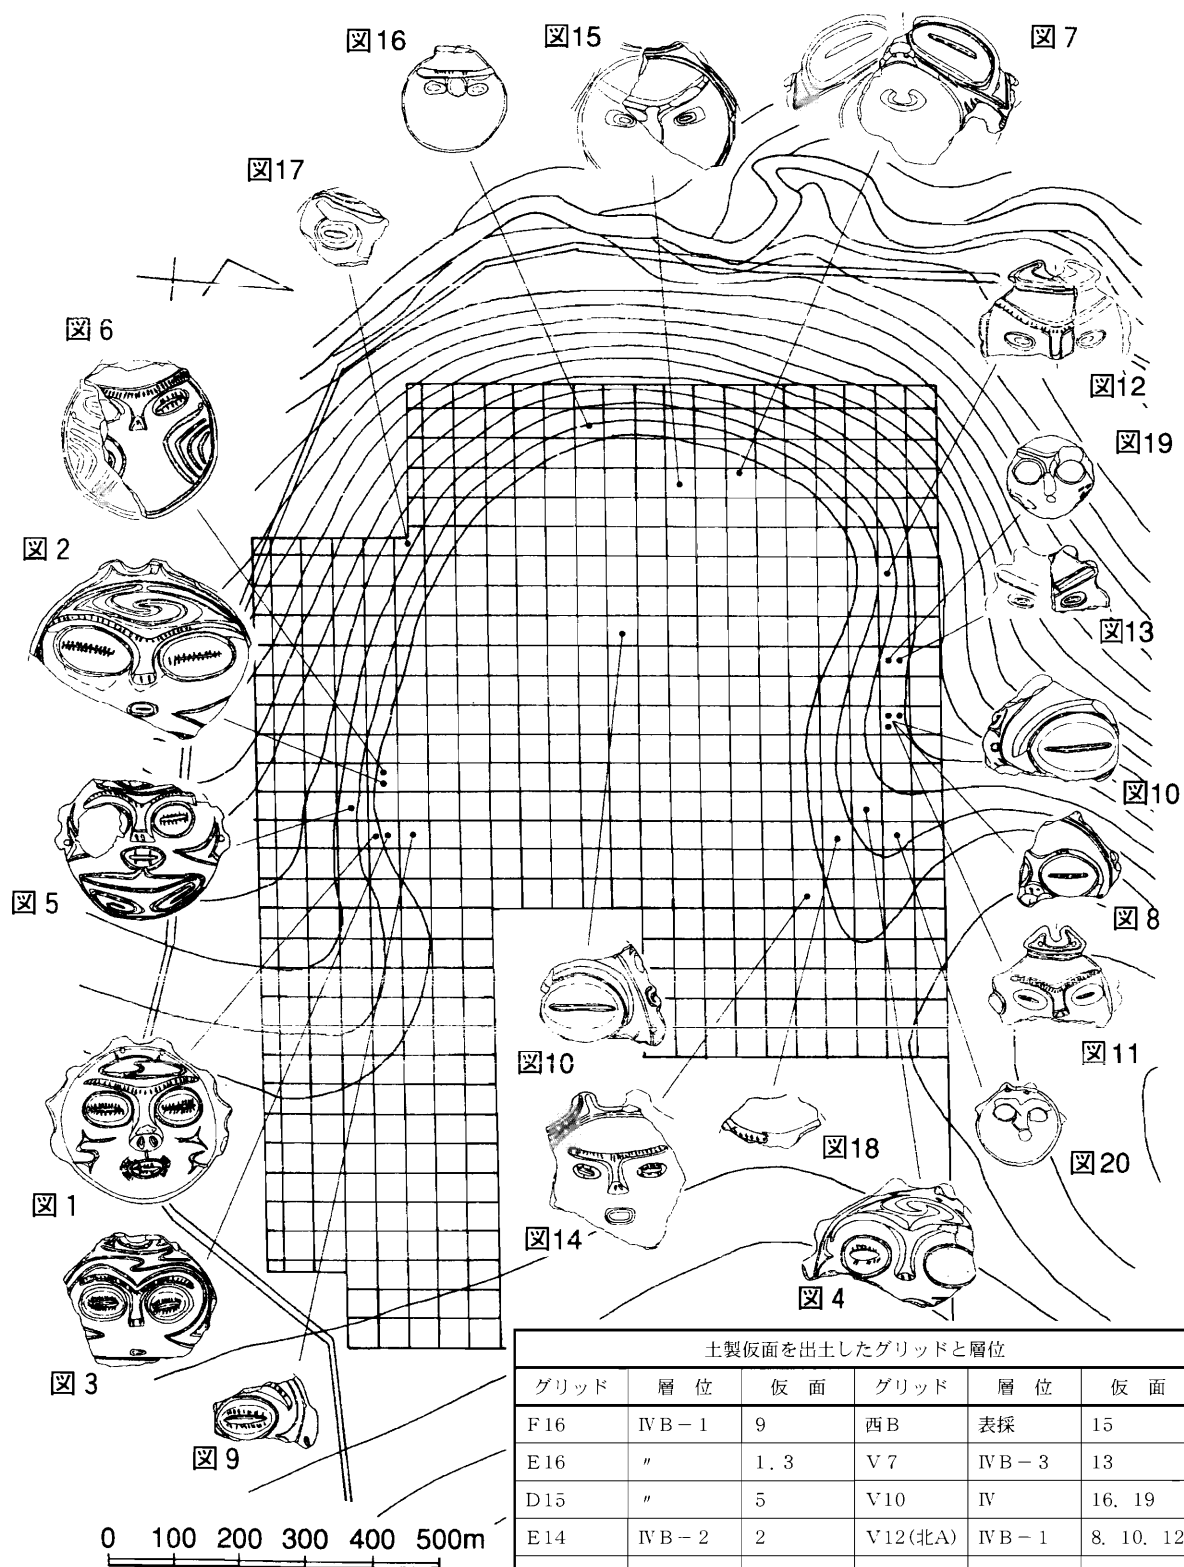 図16
図15
図7
図17
図6
図12
図19
図2
図13
図10
図5
図8
図10
図11
図1
図18
図20
図14
図4
図3
図9
0 100 200 300 400 500m
土製仮面を出土したグリッドと層位
グリッド 層 位 仮 面 グリッド 層 位 仮 面
F16 ⅣB−1 9 西B 表採 15
E16 〃 1. 3 V7 ⅣB−3 13
D15 〃 5 V10 Ⅳ 16. 19
E14 ⅣB−2 2 V12(北A) ⅣB−1 8. 10. 12